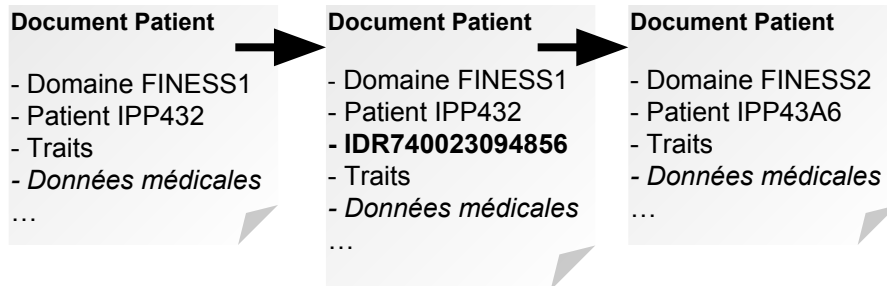 Document Patient
- Domaine FINESS1
- Patient IPP432
- Traits
- Données médicales
…
Document Patient
- Domaine FINESS1
- Patient IPP432
- IDR740023094856
- Traits
- Données médicales
…
Document Patient
- Domaine FINESS2
- Patient IPP43A6
- Traits
- Données médicales
…